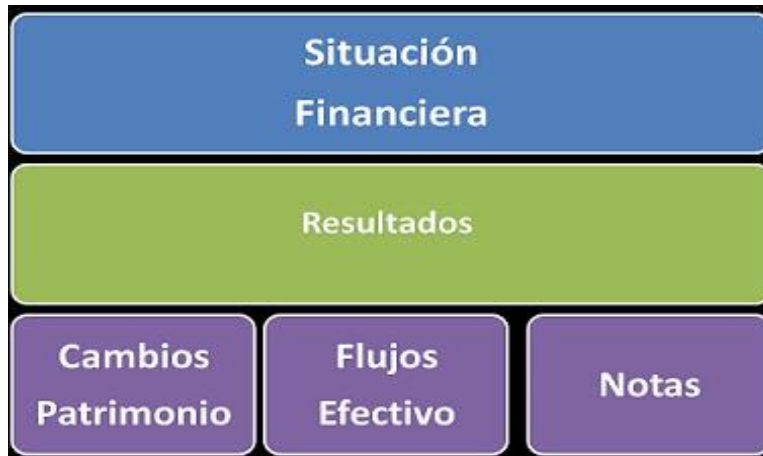 Situación
Financiera
Resultados
Cambios
Patrimonio
Flujos
Efectivo
Notas